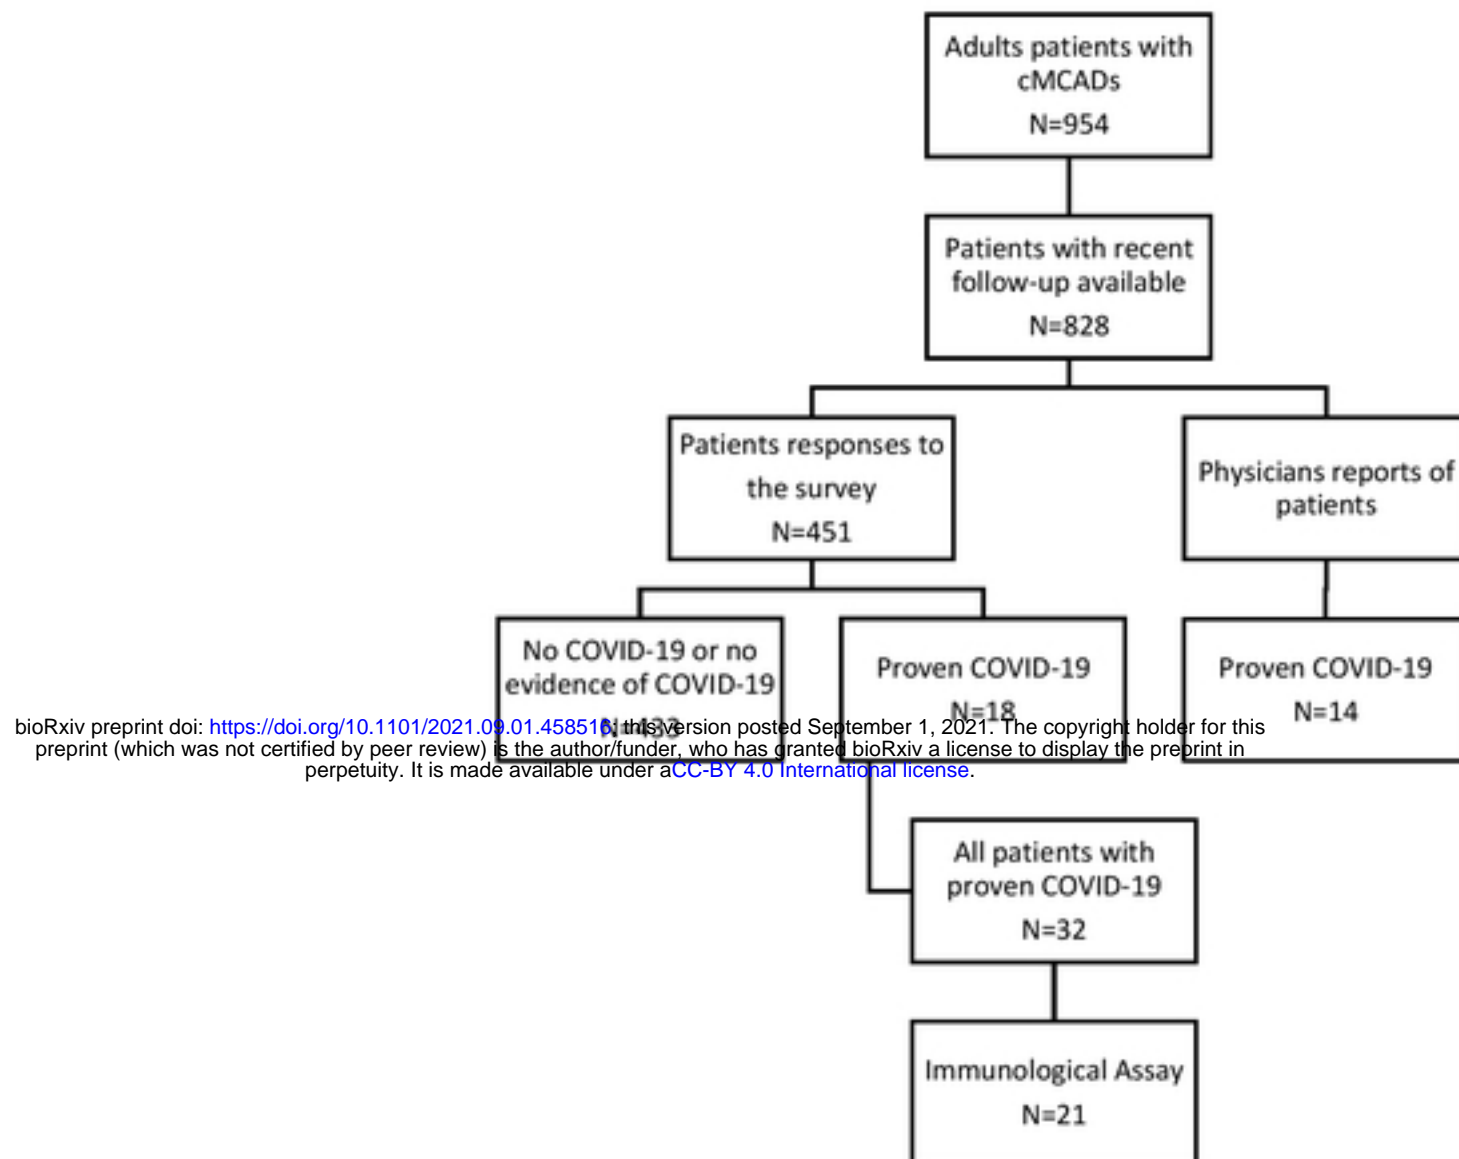 Adults patients with
cMCADs
N=954
Patients with recent
follow-up available
N=828
Patients responses to
the survey
N=451
Physicians reports of
patients
No COVID-19 or no
evidence of COVID-19
N=433
Proven COVID-19
N=18
Proven COVID-19
N=14
bioRxiv preprint doi: https://doi.org/10.1101/2021.09.01.458516; this version posted September 1, 2021. The copyright holder for this
preprint (which was not certified by peer review) is the author/funder, who has granted bioRxiv a license to display the preprint in
perpetuity. It is made available under aCC-BY 4.0 International license.
All patients with
proven COVID-19
N=32
Immunological Assay
N=21